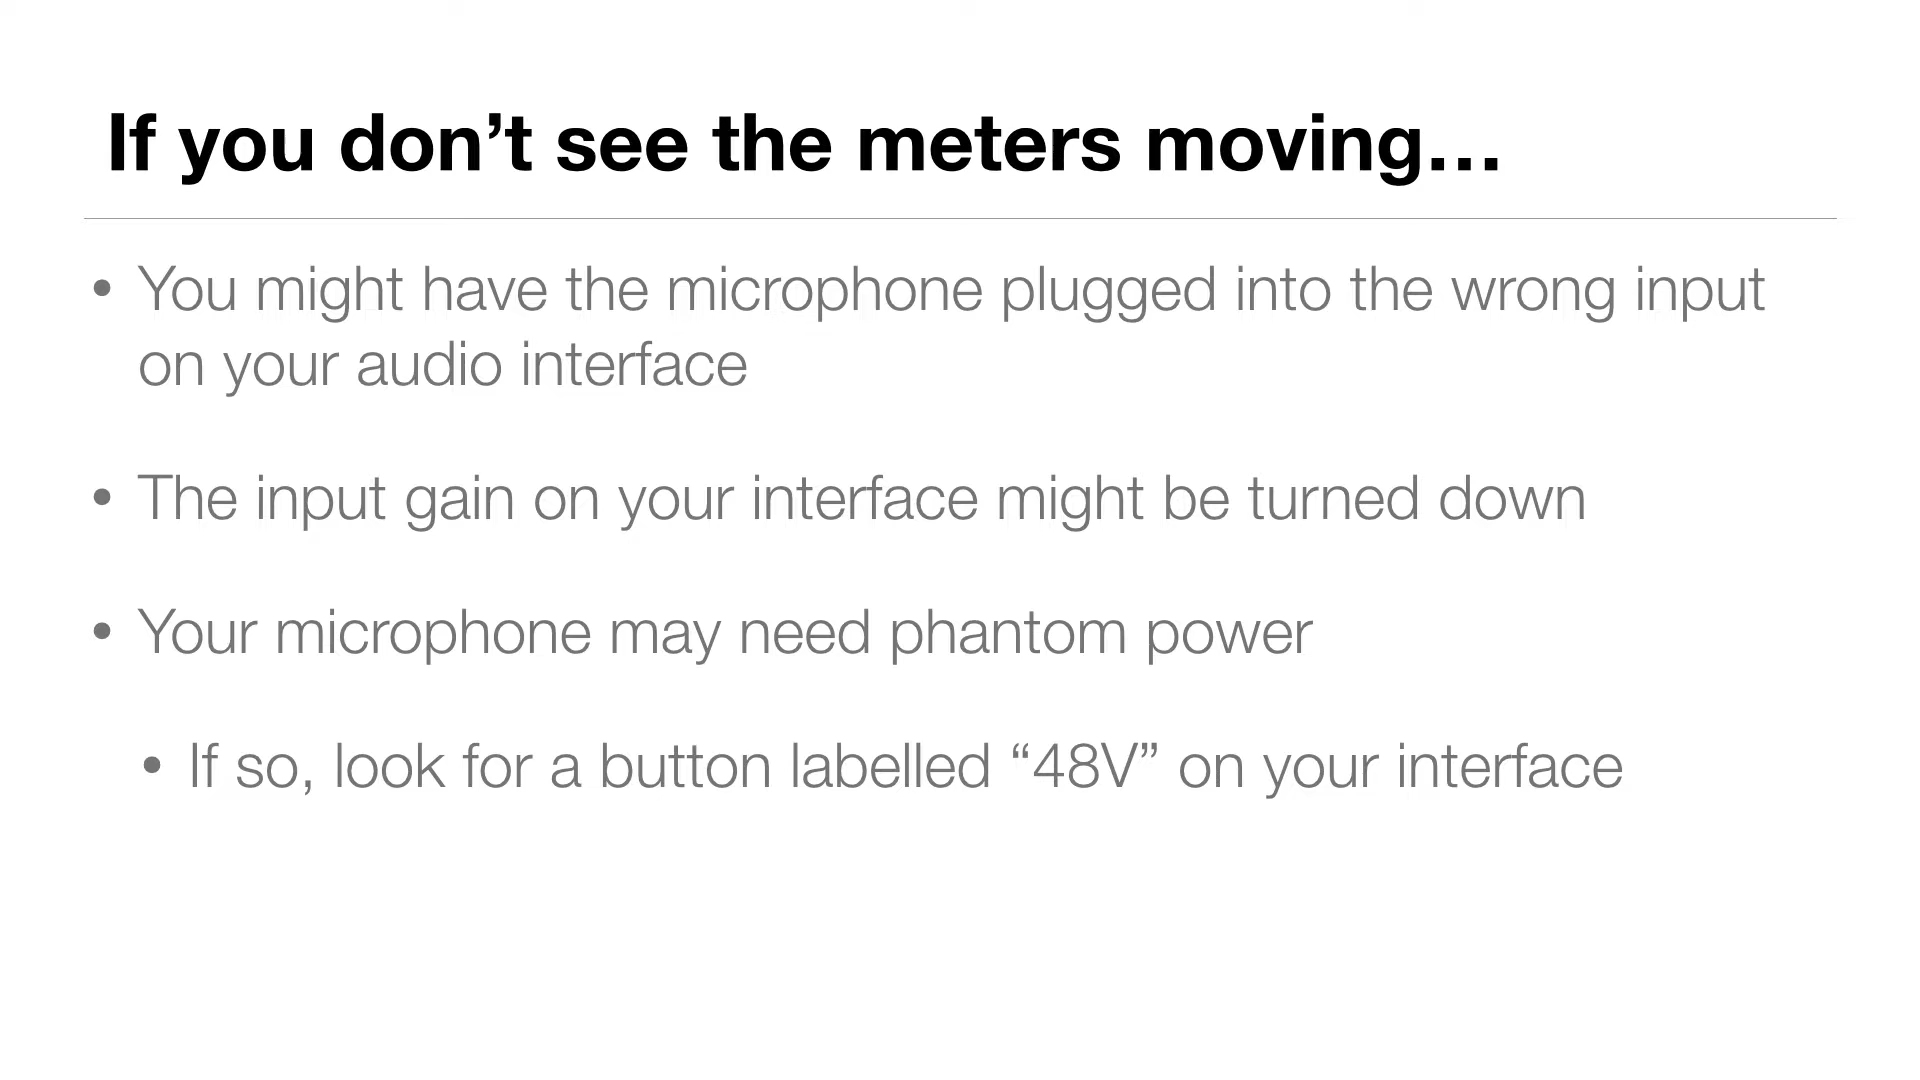 If you don’t see the meters moving…
• You might have the microphone plugged into the wrong input
on your audio interface
• The input gain on your interface might be turned down
• Your microphone may need phantom power
• If so, look for a button labelled “48V” on your interface